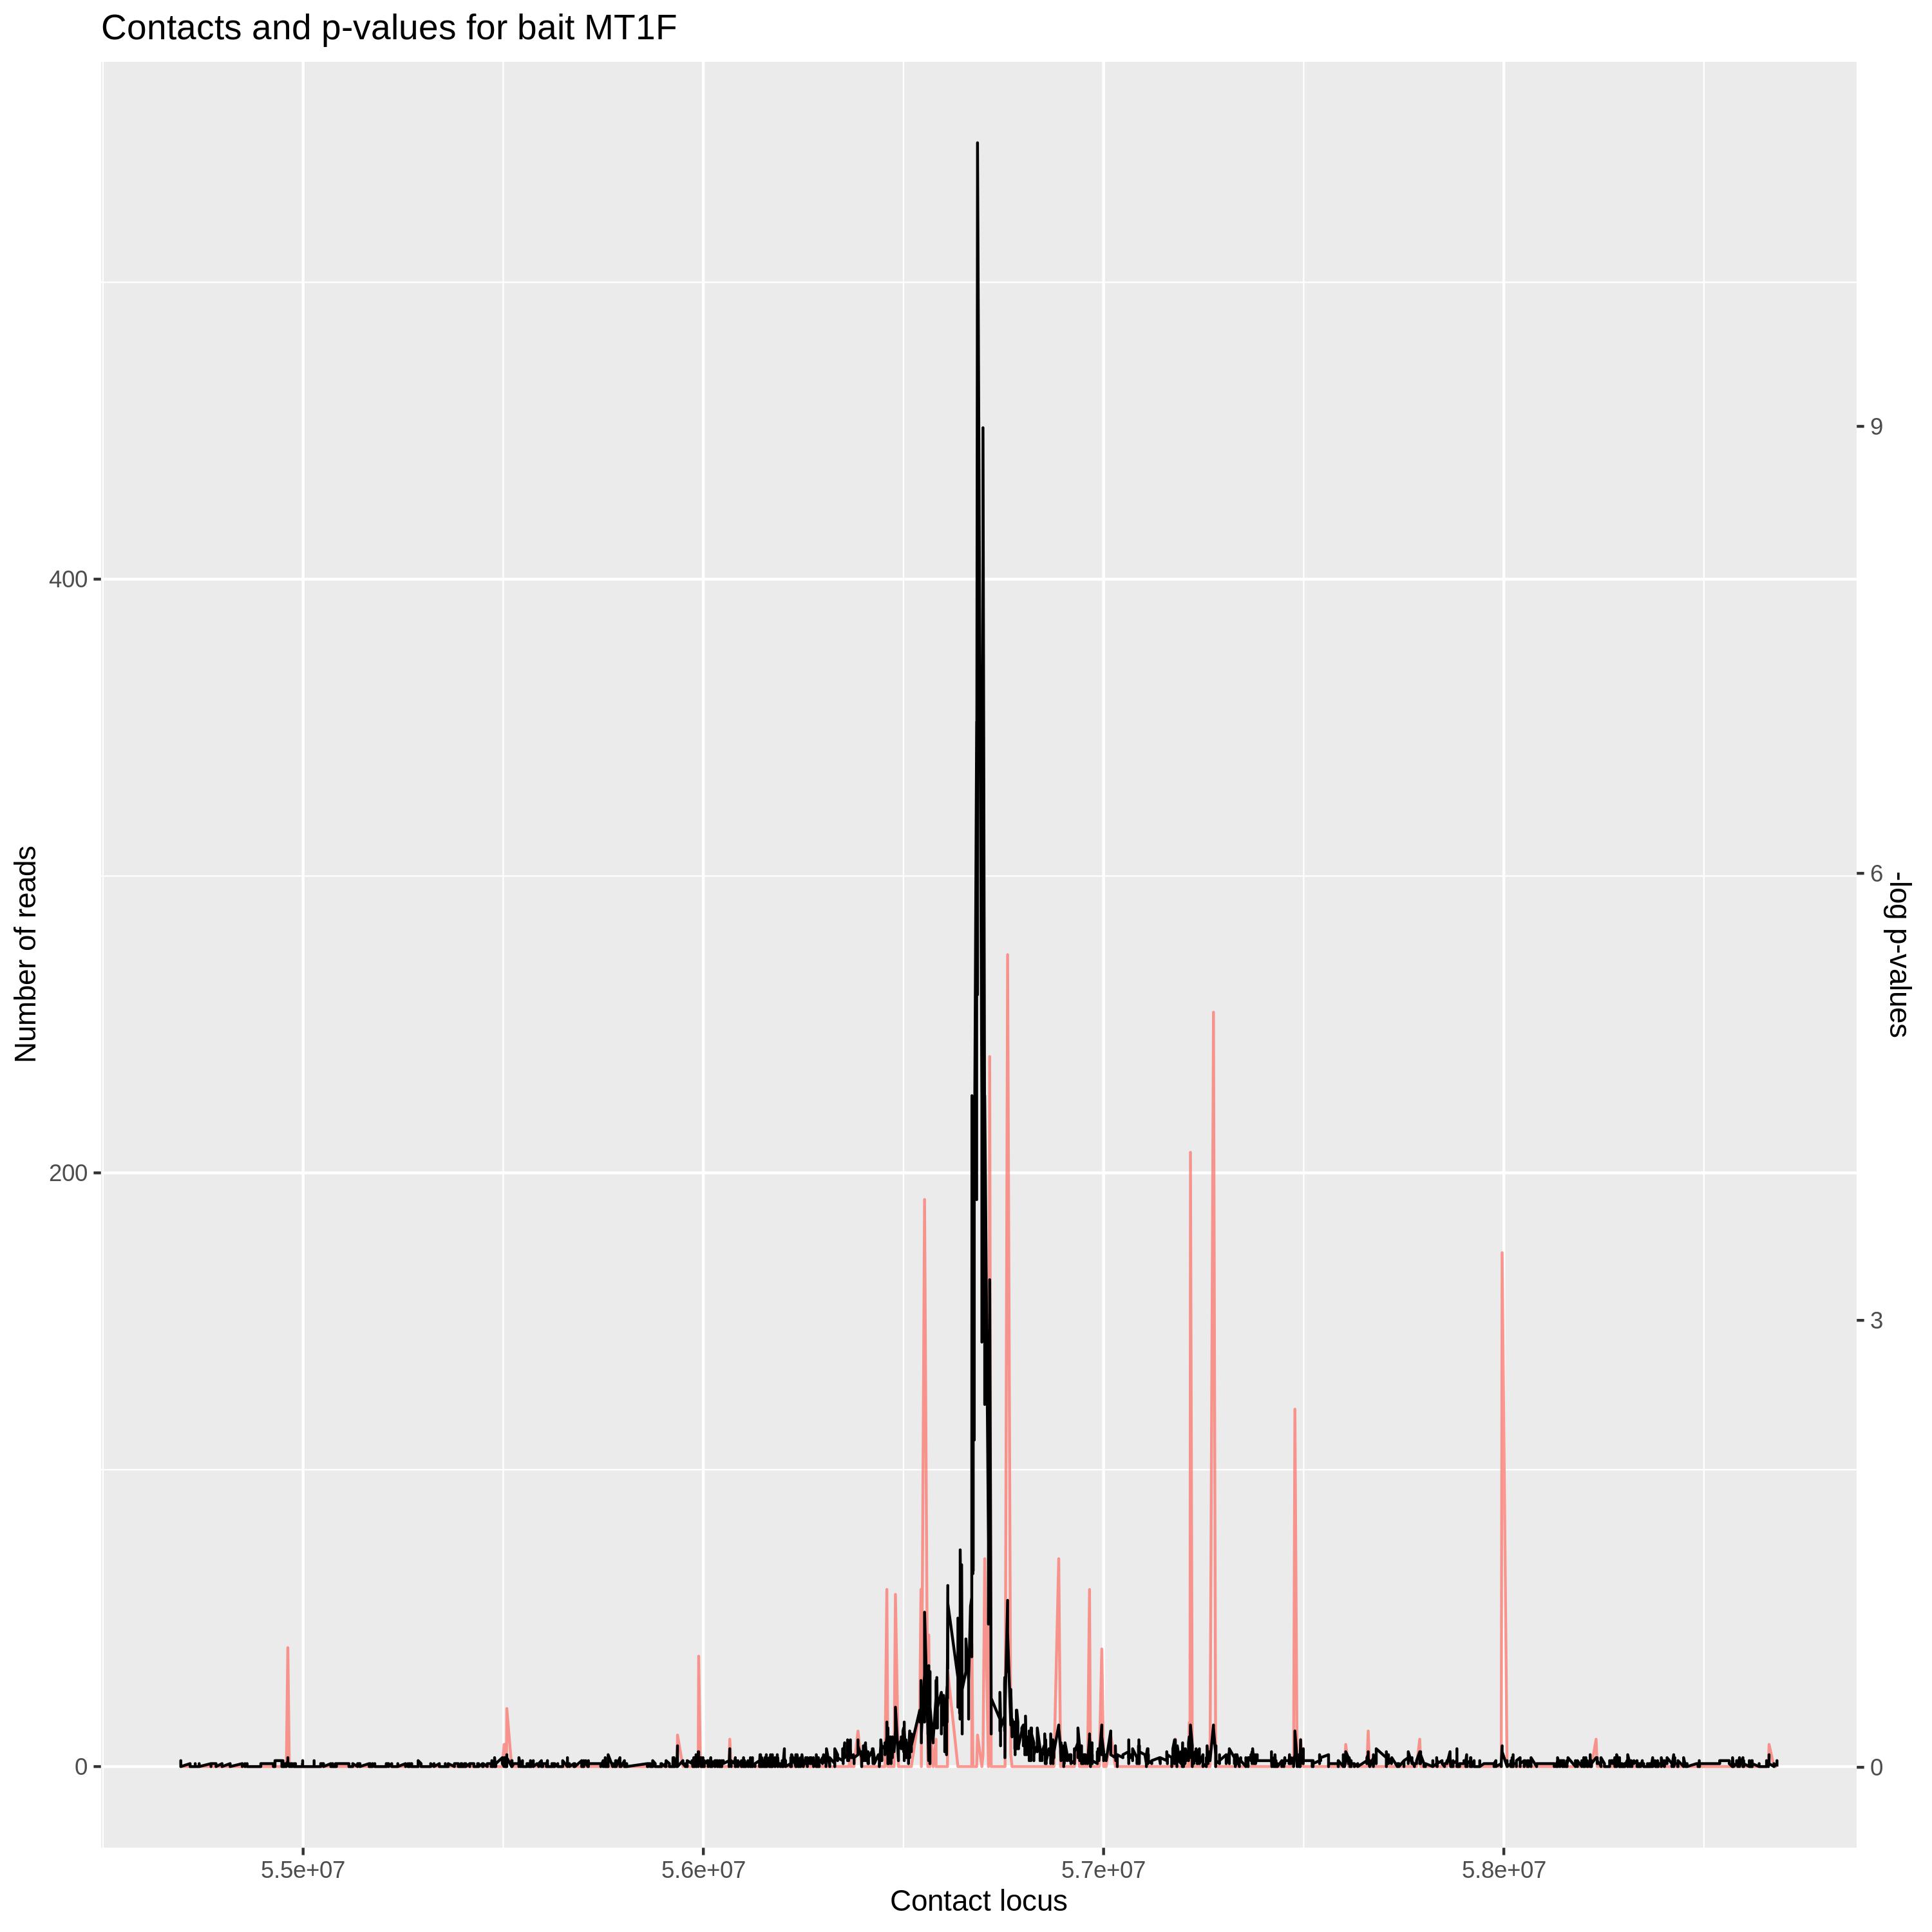 Contacts and p-values for bait MT1F
Number of reads
400
200
0
9
6
3
0
-log p-values
5.5e+07
5.6e+07
5.7e+07
5.8e+07
Contact locus